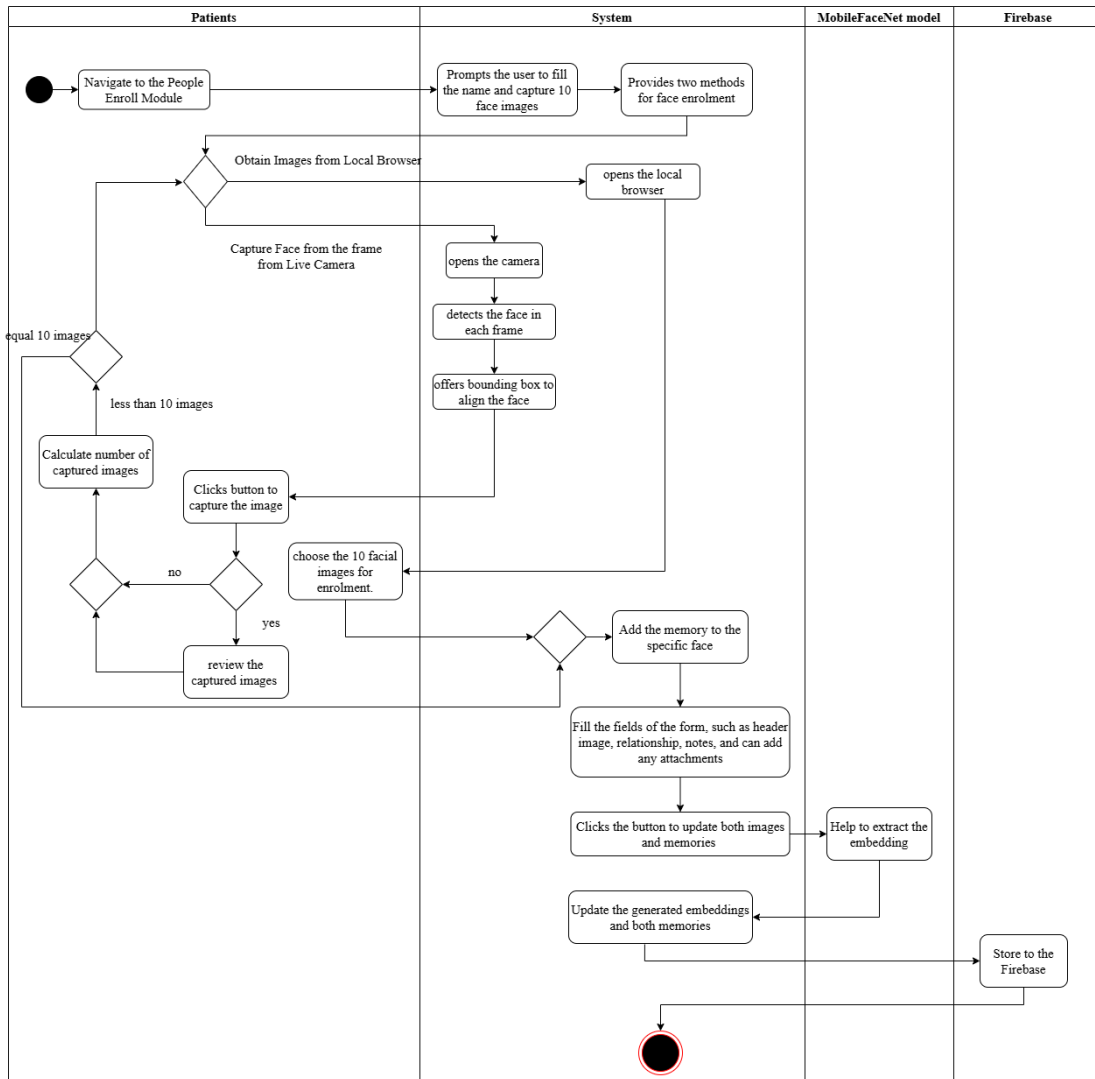 Patients
System
MobileFaceNet model
Firebase
Navigate to the People
Enroll Module
Prompts the user to fill
the name and capture 10
face images
Provides two methods
for face enrolment
Obtain Images from Local Browser
opens the local
browser
Capture Face from the frame
from Live Camera
opens the camera
detects the face in
each frame
equal 10 images
offers bounding box to
align the face
less than 10 images
Calculate number of
captured images
Clicks button to
capture the image
choose the 10 facial
images for
enrolment.
no
yes
Add the memory to the
specific face
review the
captured images
Fill the fields of the form, such as header
image, relationship, notes, and can add
any attachments
Clicks the button to update both images
and memories
Help to extract the
embedding
Update the generated embeddings
and both memories
Store to the
Firebase